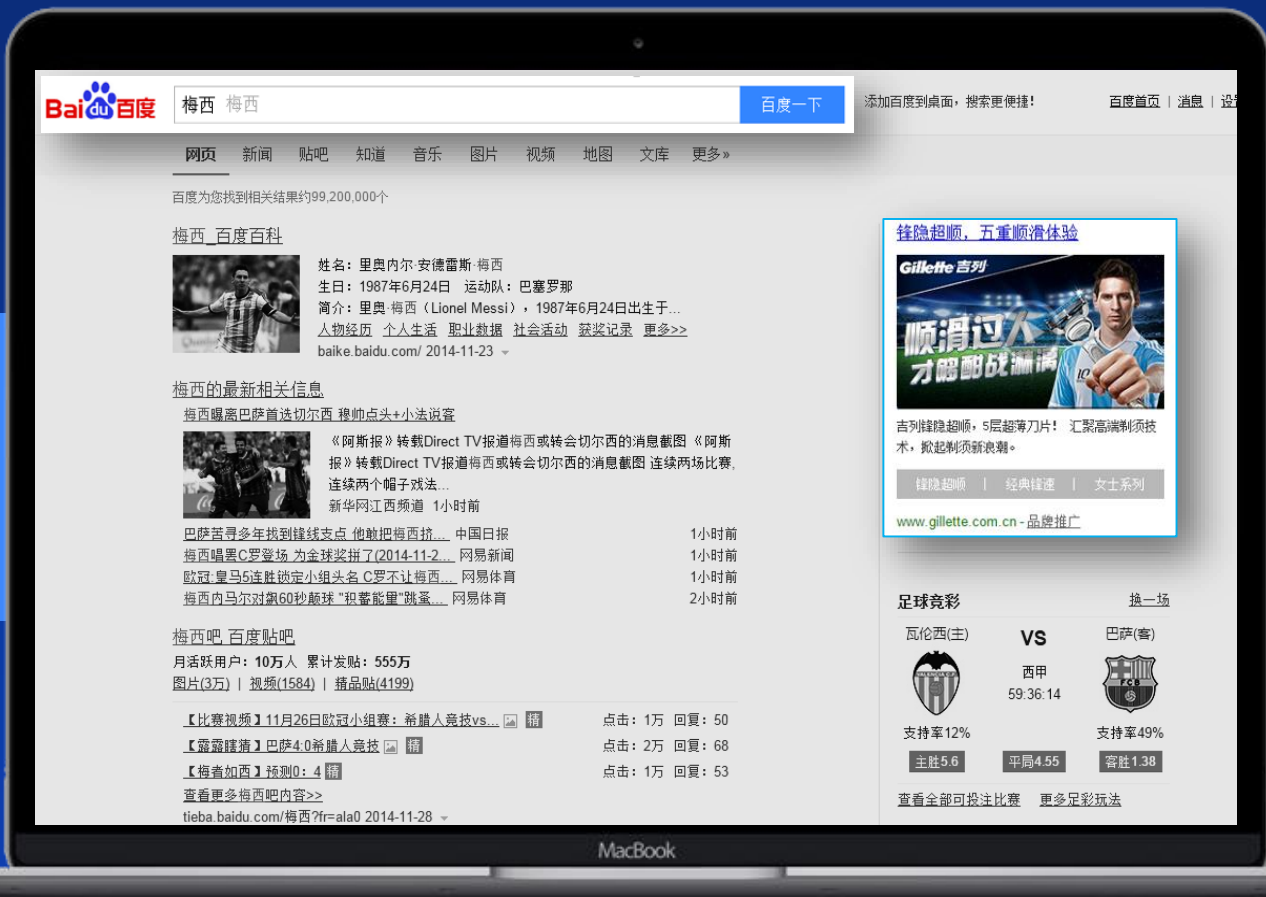 Baidu百度 梅西 梅西 百度一下 添加百度到桌面，搜索更便捷！ 百度首页 | 消息 |
网页 新闻 贴吧 知道 音乐 图片 视频 地图 文库 更多»
百度为您找到相关结果约99,200,000个
梅西_百度百科
姓名：里奥内尔·安德雷斯·梅西
生日：1987年6月24日 运动队：巴塞罗那
简介：里奥·梅西（Lionel Messi），1987年6月24日出生于...
人物经历 个人生活 职业数据 社会活动 获奖记录 更多>>
baike.baidu.com/ 2014-11-23
梅西的最新相关信息
梅西曝离巴萨首选切尔西 穆帅点头+小法说客
《阿斯报》转载Direct TV报道梅西或转会切尔西的消息截图 《阿斯
报》转载Direct TV报道梅西或转会切尔西的消息截图 连续两场比赛,
连续两个帽子戏法...
新华网江西频道 1小时前
巴萨苦寻多年找到锋线支点 他敢把梅西挤... 中国日报 1小时前
梅西唱罢C罗登场 为金球奖拼了(2014-11-2... 网易新闻 1小时前
欧冠:皇马5连胜锁定小组头名 C罗不让梅西... 网易体育 1小时前
梅西内马尔对飙60秒颠球 "积蓄能量"跳蚤... 网易体育 2小时前
梅西吧_百度贴吧
月活跃用户：10万人 累计发贴：555万
图片(3万) | 视频(1584) | 精品贴(4199)
【比赛视频】11月26日欧冠小组赛：希腊人竞技vs... 精 点击：1万 回复：50
【露露瞎猜】巴萨4:0希腊人竞技 精 点击：2万 回复：68
【梅者如西】预测0：4 精 点击：1万 回复：53
查看更多梅西吧内容>>
tieba.baidu.com/梅西?fr=ala0 2014-11-28
锋隐超顺，五重顺滑体验
Gillette 吉列
顺滑过人
才能酣战淋漓
10
吉列锋隐超顺，5层超薄刀片！ 汇聚高端剃须技
术，掀起剃须新浪潮。
锋隐超顺 | 经典锋速 | 女士系列
www.gillette.com.cn - 品牌推广
足球竞彩 换一场
瓦伦西(主) VS 巴萨(客)
西甲
59:36:14
VALENCIA C.F.
FCB
支持率12% 支持率49%
主胜5.6 平局4.55 客胜1.38
查看全部可投注比赛 更多足彩玩法
MacBook